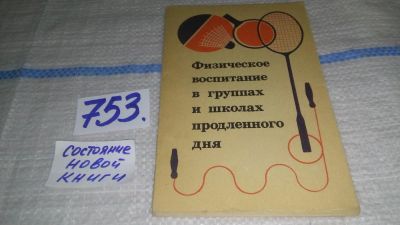 Физическое
воспитание
в группах
и школах
продленного
дня
753.
СОСТОЯНИЕ
НОВОЙ
КНИГИ